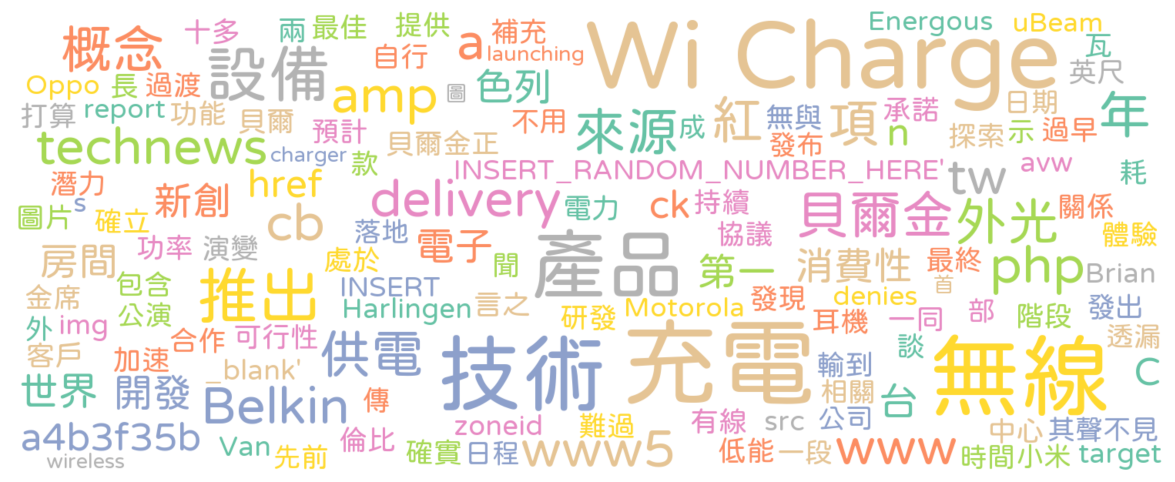 Energous
uBeam
十多
兩
最佳
提供
補充
Wi Charge
概念
設備
a
自行
launching
瓦
英尺
Oppo
長
過渡
amp
圖
色列
日期
打算
report
功能
貝爾
預計
不用
來源
成
紅
項
無與
發布
承諾
n
探索
示
過早
年
technews
charger
款
貝爾金正
INSERT_RANDOM_NUMBER_HERE'
tw
avw
耗
潛力
s
新創
href
delivery
電力
ck
持續
貝爾金
外光
關係
圖片
確立
cb
落地
電子
協議
體驗
功率
演變
處於
聞
產品
第一
消費性
最終
首
php
Brian
房間
包含
推出
INSERT
金席
公演
Harlingen
言之
研發
Motorola
發現
denies
耳機
一同
部
階段
發出
外
img
可行性
合作
供電
技術
充電
無線
談
透漏
客戶
加速
_blank'
輸到
相關
C
世界
開發
Belkin
傳
台
a4b3f35b
Van
先前
倫比
zoneid
確實
日程
難過
www5
有線
src
公司
低能
一段
www
中心
其聲不見
時間
小米
target
wireless